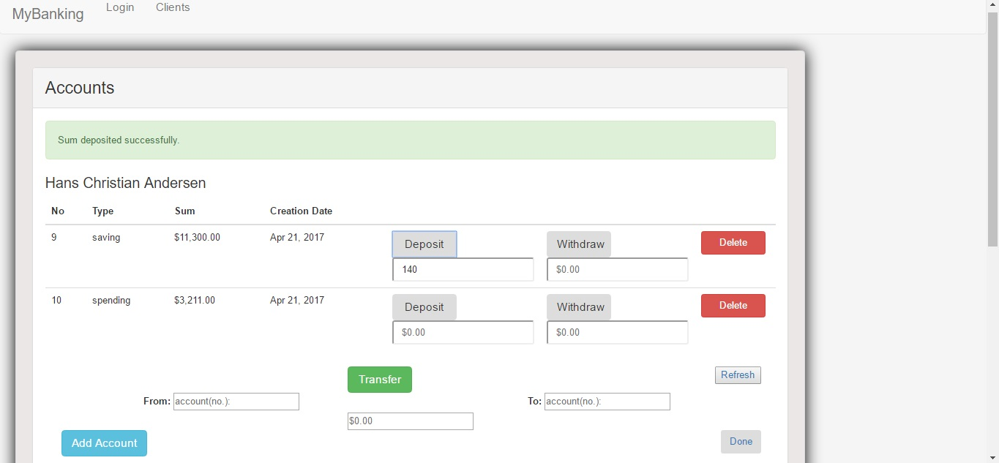 MyBanking Login Clients
Accounts
Sum deposited successfully.
Hans Christian Andersen
No Type Sum Creation Date
9 saving $11,300.00 Apr 21, 2017 Deposit Withdraw Delete
140 $0.00
10 spending $3,211.00 Apr 21, 2017 Deposit Withdraw Delete
$0.00 $0.00
Transfer Refresh
From: account(no.): To: account(no.):
$0.00
Add Account Done